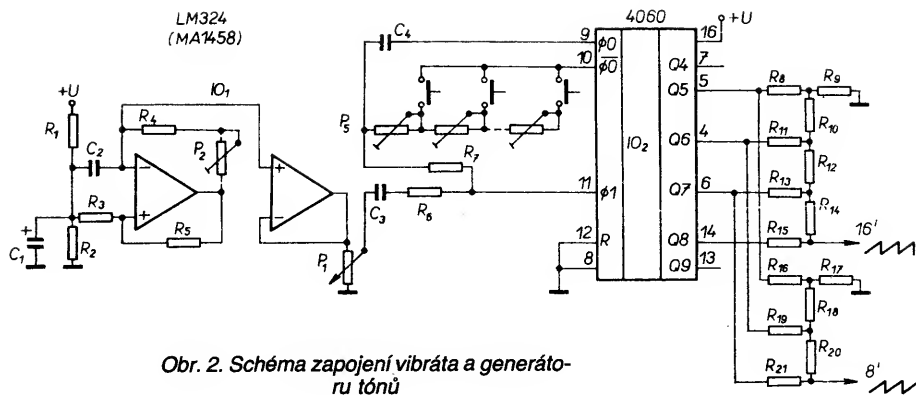 LM324
(MA1458)
+U
R1
C2
R3
C1
R2
R4
P2
R5
IO1
P1
C3
R6
C4
P5
R7
4060
9 ϕ0
10 ϕ0
11 ϕ1
12 R
8
IO2
16
+U
7 Q4
5 Q5
4 Q6
6 Q7
14 Q8
13 Q9
R8
R9
R10
R11
R12
R13
R14
R15
16'
R16
R17
R18
R19
R20
R21
8'
Obr. 2. Schéma zapojení vibráta a generáto-
ru tónů